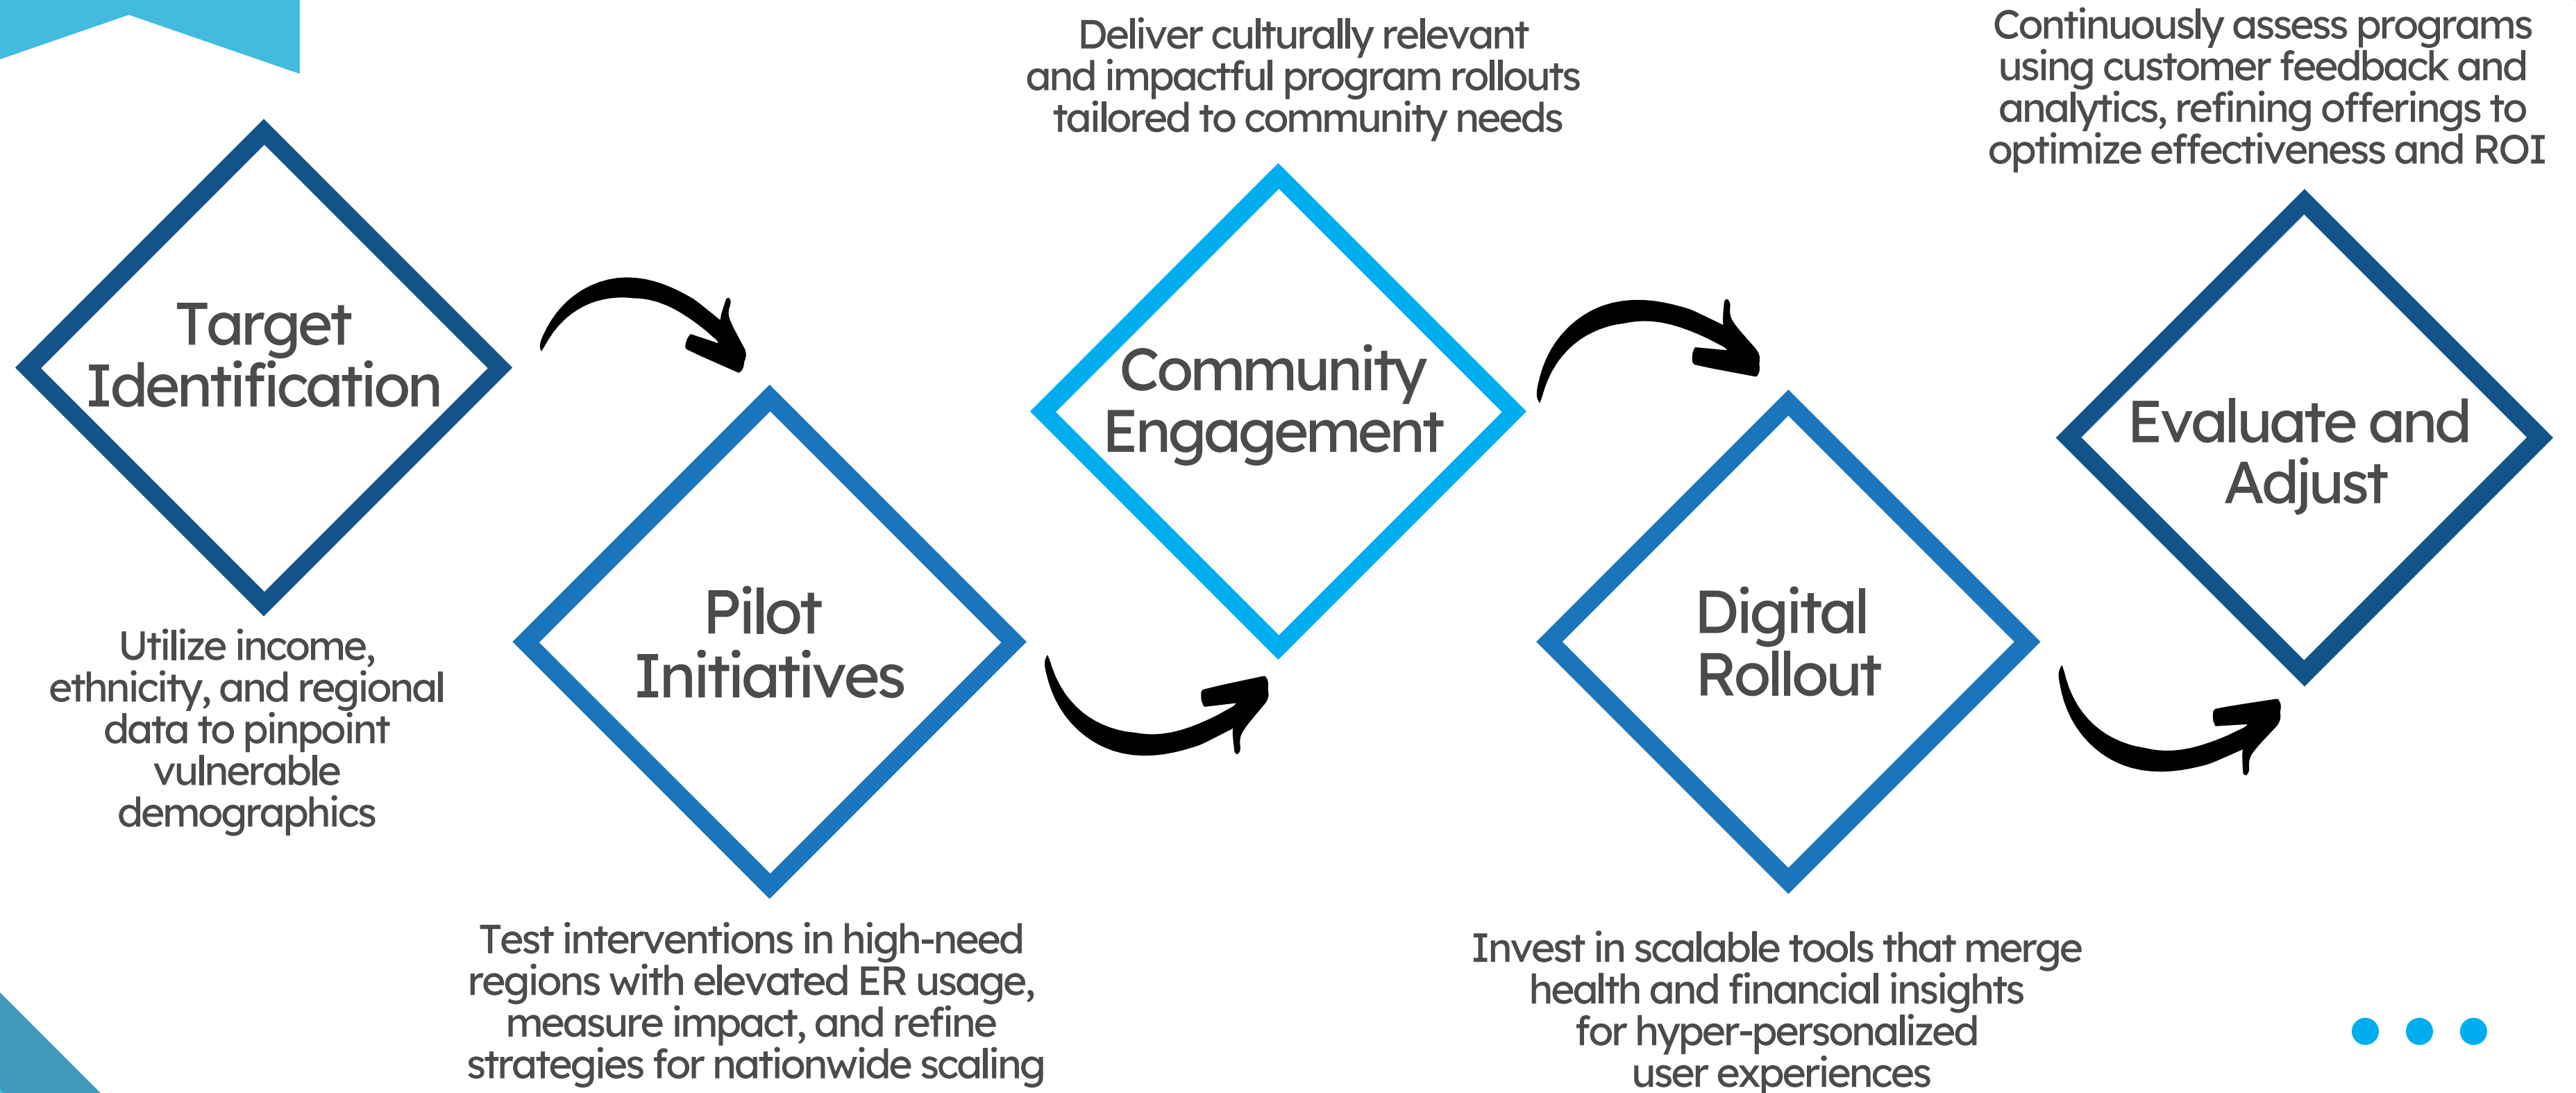 Target
Identification
Utilize income,
ethnicity, and regional
data to pinpoint
vulnerable
demographics
Pilot
Initiatives
Test interventions in high-need
regions with elevated ER usage,
measure impact, and refine
strategies for nationwide scaling
Deliver culturally relevant
and impactful program rollouts
tailored to community needs
Community
Engagement
Digital
Rollout
Invest in scalable tools that merge
health and financial insights
for hyper-personalized
user experiences
Continuously assess programs
using customer feedback and
analytics, refining offerings to
optimize effectiveness and ROI
Evaluate and
Adjust